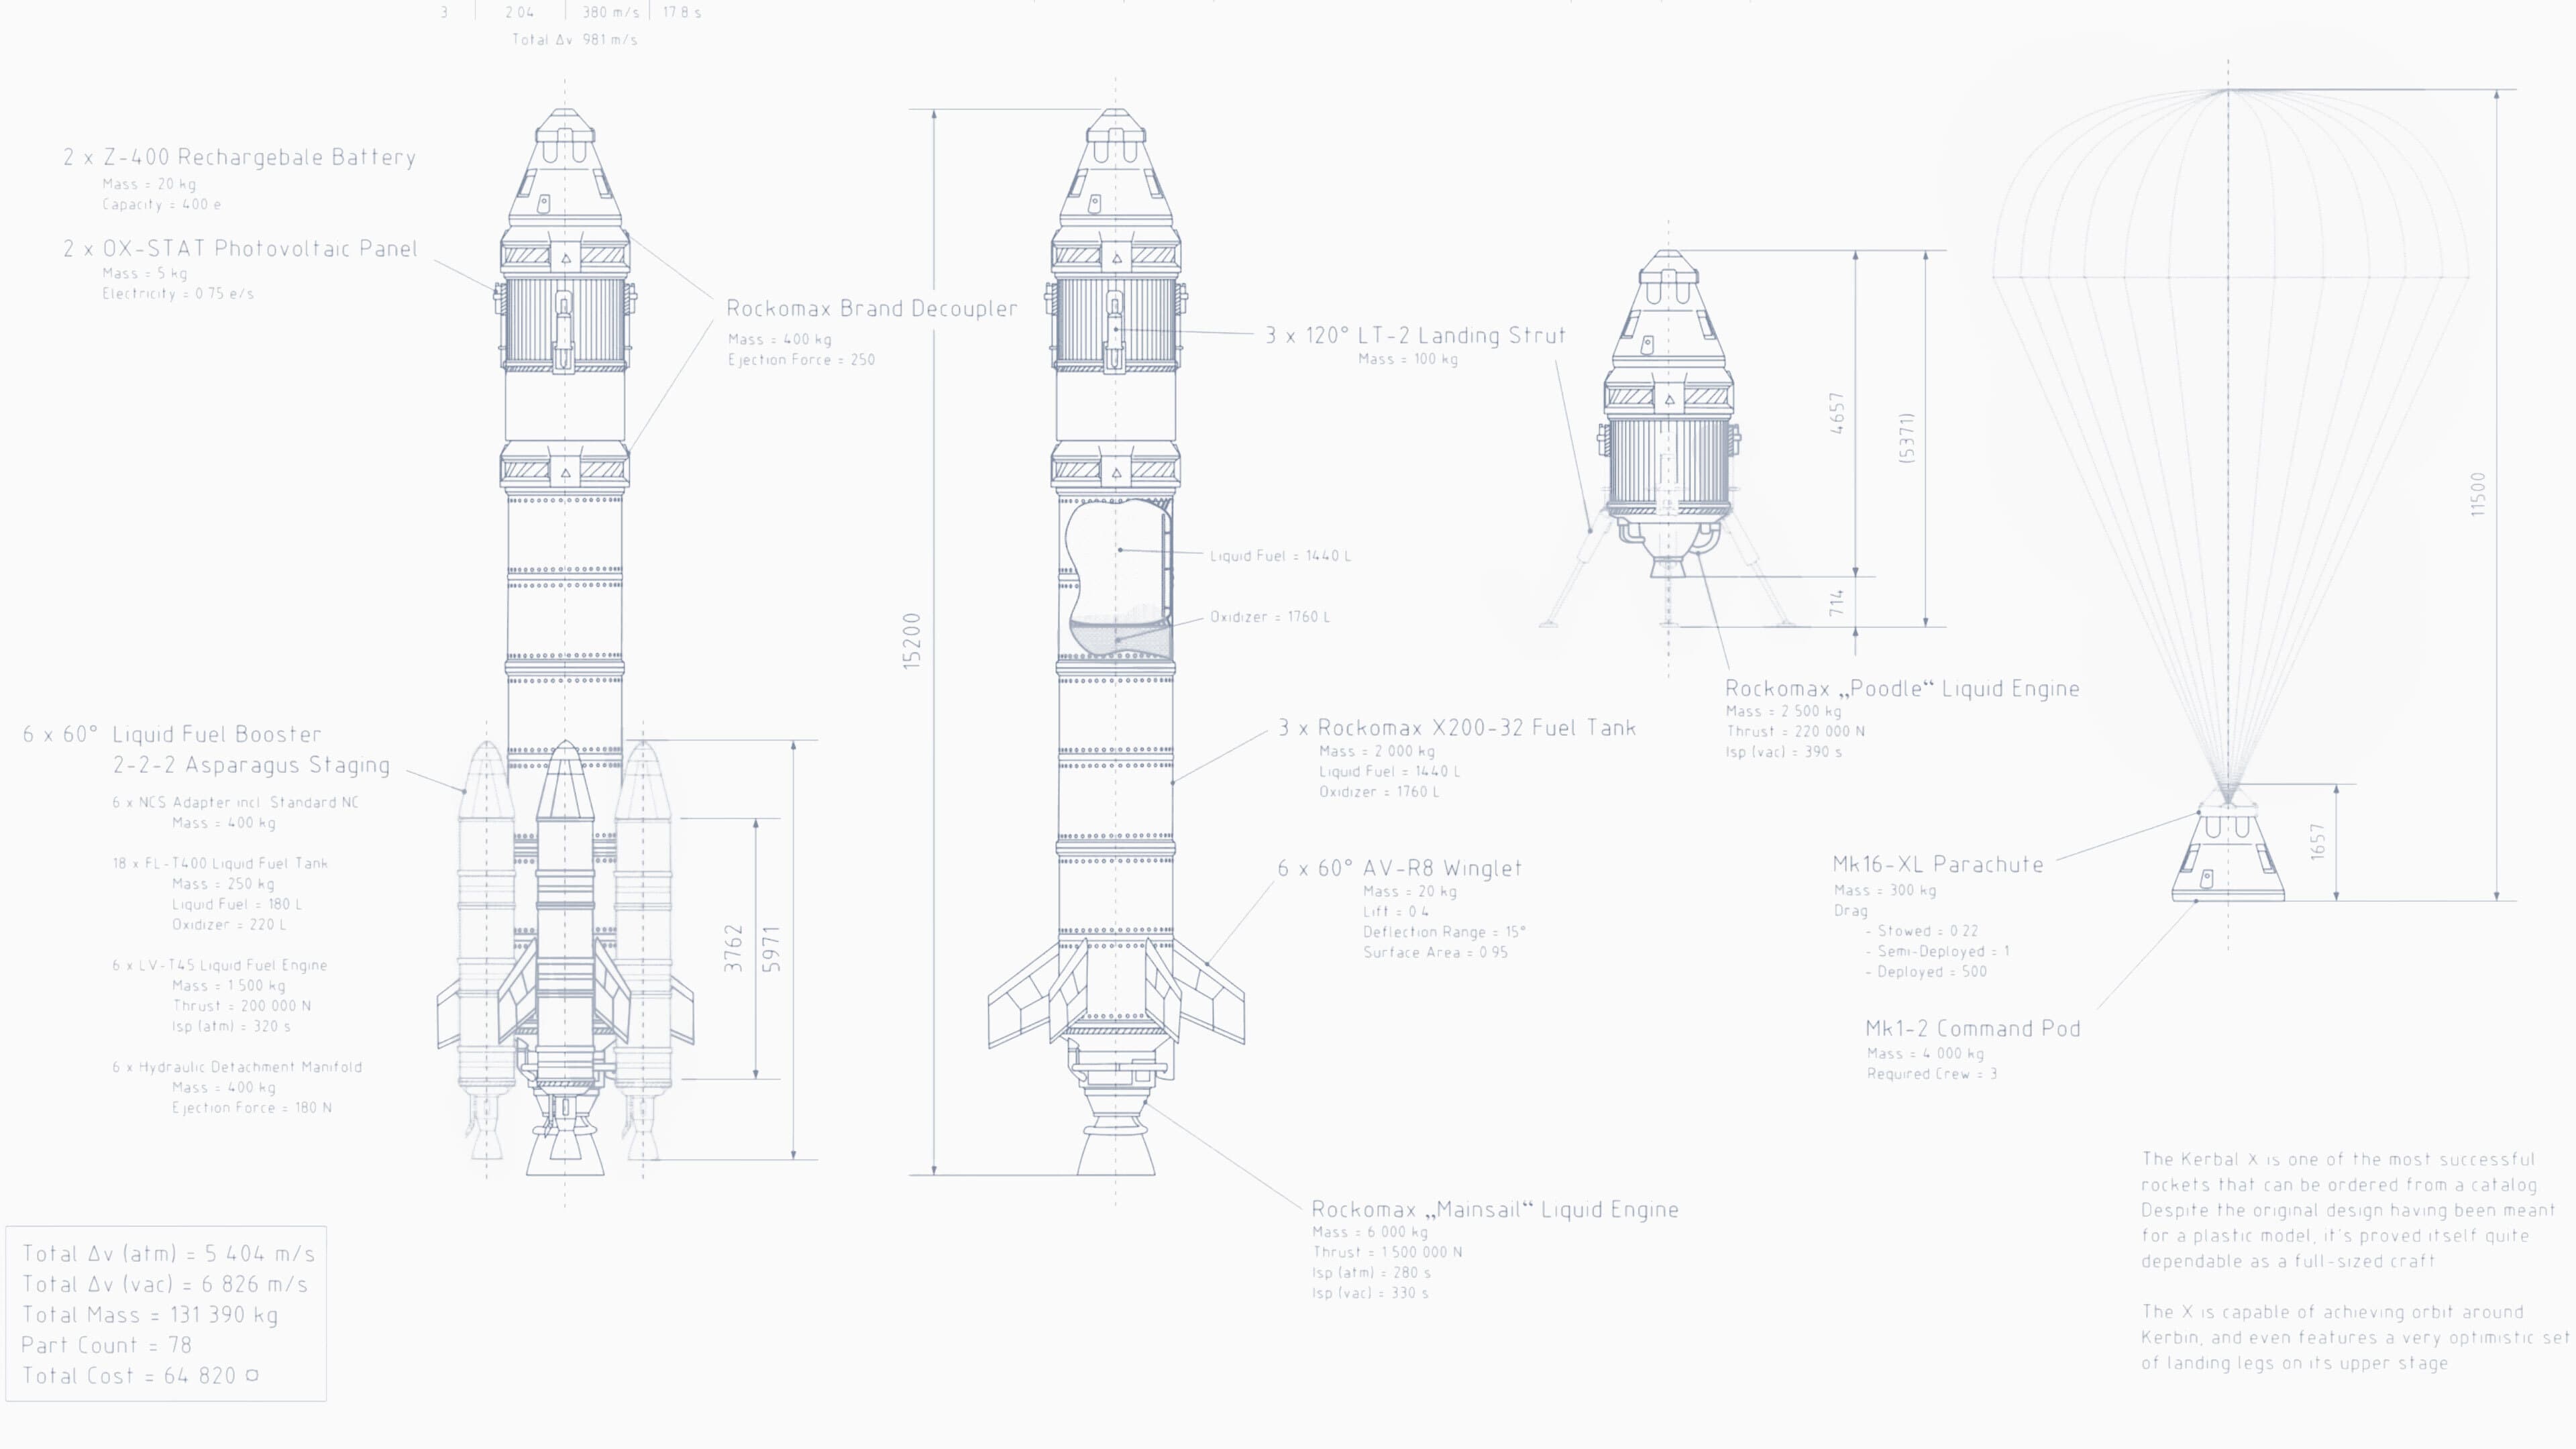 3 2.04 380 m/s 17.8 s
Total Δv 981 m/s
2 x Z-400 Rechargebale Battery
Mass = 20 kg
Capacity = 400 e
2 x OX-STAT Photovoltaic Panel
Mass = 5 kg
Electricity = 0.75 e/s
Rockomax Brand Decoupler
Mass = 400 kg
Ejection Force = 250
6 x 60° Liquid Fuel Booster
2-2-2 Asparagus Staging
6 x NCS Adapter incl. Standard NC
Mass = 400 kg
18 x FL-T400 Liquid Fuel Tank
Mass = 250 kg
Liquid Fuel = 180 L
Oxidizer = 220 L
6 x LV-T45 Liquid Fuel Engine
Mass = 1 500 kg
Thrust = 200 000 N
Isp (atm) = 320 s
6 x Hydraulic Detachment Manifold
Mass = 400 kg
Ejection Force = 180 N
3762
5971
15200
3 x 120° LT-2 Landing Strut
Mass = 100 kg
Liquid Fuel = 1440 L
Oxidizer = 1760 L
3 x Rockomax X200-32 Fuel Tank
Mass = 2 000 kg
Liquid Fuel = 1440 L
Oxidizer = 1760 L
6 x 60° AV-R8 Winglet
Mass = 20 kg
Lift = 0.4
Deflection Range = 15°
Surface Area = 0.95
Rockomax „Mainsail“ Liquid Engine
Mass = 6 000 kg
Thrust = 1 500 000 N
Isp (atm) = 280 s
Isp (vac) = 330 s
4657
(5371)
714
Rockomax „Poodle“ Liquid Engine
Mass = 2 500 kg
Thrust = 220 000 N
Isp (vac) = 390 s
11500
1657
Mk16-XL Parachute
Mass = 300 kg
Drag
- Stowed = 0.22
- Semi-Deployed = 1
- Deployed = 500
Mk1-2 Command Pod
Mass = 4 000 kg
Required Crew = 3
Total Δv (atm) = 5 404 m/s
Total Δv (vac) = 6 826 m/s
Total Mass = 131 390 kg
Part Count = 78
Total Cost = 64 820 ¤
The Kerbal X is one of the most successful
rockets that can be ordered from a catalog.
Despite the original design having been meant
for a plastic model, it's proved itself quite
dependable as a full-sized craft.
The X is capable of achieving orbit around
Kerbin, and even features a very optimistic set
of landing legs on its upper stage.